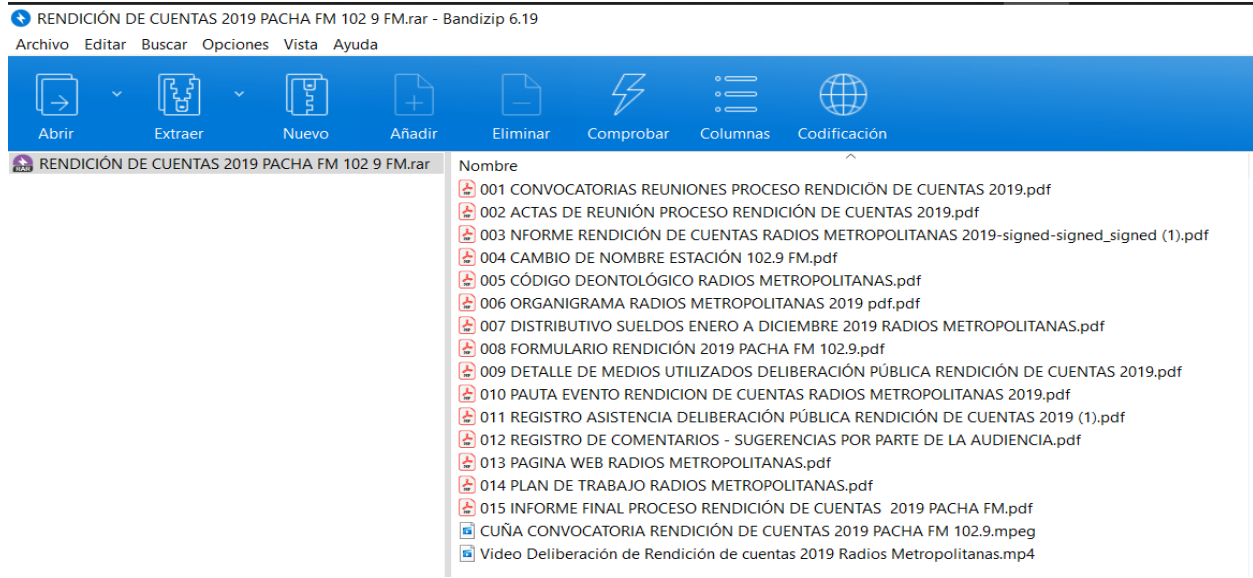 RENDICIÓN DE CUENTAS 2019 PACHA FM 102 9 FM.rar - Bandizip 6.19
Archivo Editar Buscar Opciones Vista Ayuda
Abrir Extraer Nuevo Añadir Eliminar Comprobar Columnas Codificación
RENDICIÓN DE CUENTAS 2019 PACHA FM 102 9 FM.rar
Nombre
001 CONVOCATORIAS REUNIONES PROCESO RENDICIÖN DE CUENTAS 2019.pdf
002 ACTAS DE REUNIÓN PROCESO RENDICIÓN DE CUENTAS 2019.pdf
003 NFORME RENDICIÓN DE CUENTAS RADIOS METROPOLITANAS 2019-signed-signed_signed (1).pdf
004 CAMBIO DE NOMBRE ESTACIÓN 102.9 FM.pdf
005 CÓDIGO DEONTOLÓGICO RADIOS METROPOLITANAS.pdf
006 ORGANIGRAMA RADIOS METROPOLITANAS 2019 pdf.pdf
007 DISTRIBUTIVO SUELDOS ENERO A DICIEMBRE 2019 RADIOS METROPOLITANAS.pdf
008 FORMULARIO RENDICIÓN 2019 PACHA FM 102.9.pdf
009 DETALLE DE MEDIOS UTILIZADOS DELIBERACIÓN PÚBLICA RENDICIÓN DE CUENTAS 2019.pdf
010 PAUTA EVENTO RENDICION DE CUENTAS RADIOS METROPOLITANAS 2019.pdf
011 REGISTRO ASISTENCIA DELIBERACIÓN PÚBLICA RENDICIÓN DE CUENTAS 2019 (1).pdf
012 REGISTRO DE COMENTARIOS - SUGERENCIAS POR PARTE DE LA AUDIENCIA.pdf
013 PAGINA WEB RADIOS METROPOLITANAS.pdf
014 PLAN DE TRABAJO RADIOS METROPOLITANAS.pdf
015 INFORME FINAL PROCESO RENDICIÓN DE CUENTAS  2019 PACHA FM.pdf
CUÑA CONVOCATORIA RENDICIÓN DE CUENTAS 2019 PACHA FM 102.9.mpeg
Video Deliberación de Rendición de cuentas 2019 Radios Metropolitanas.mp4